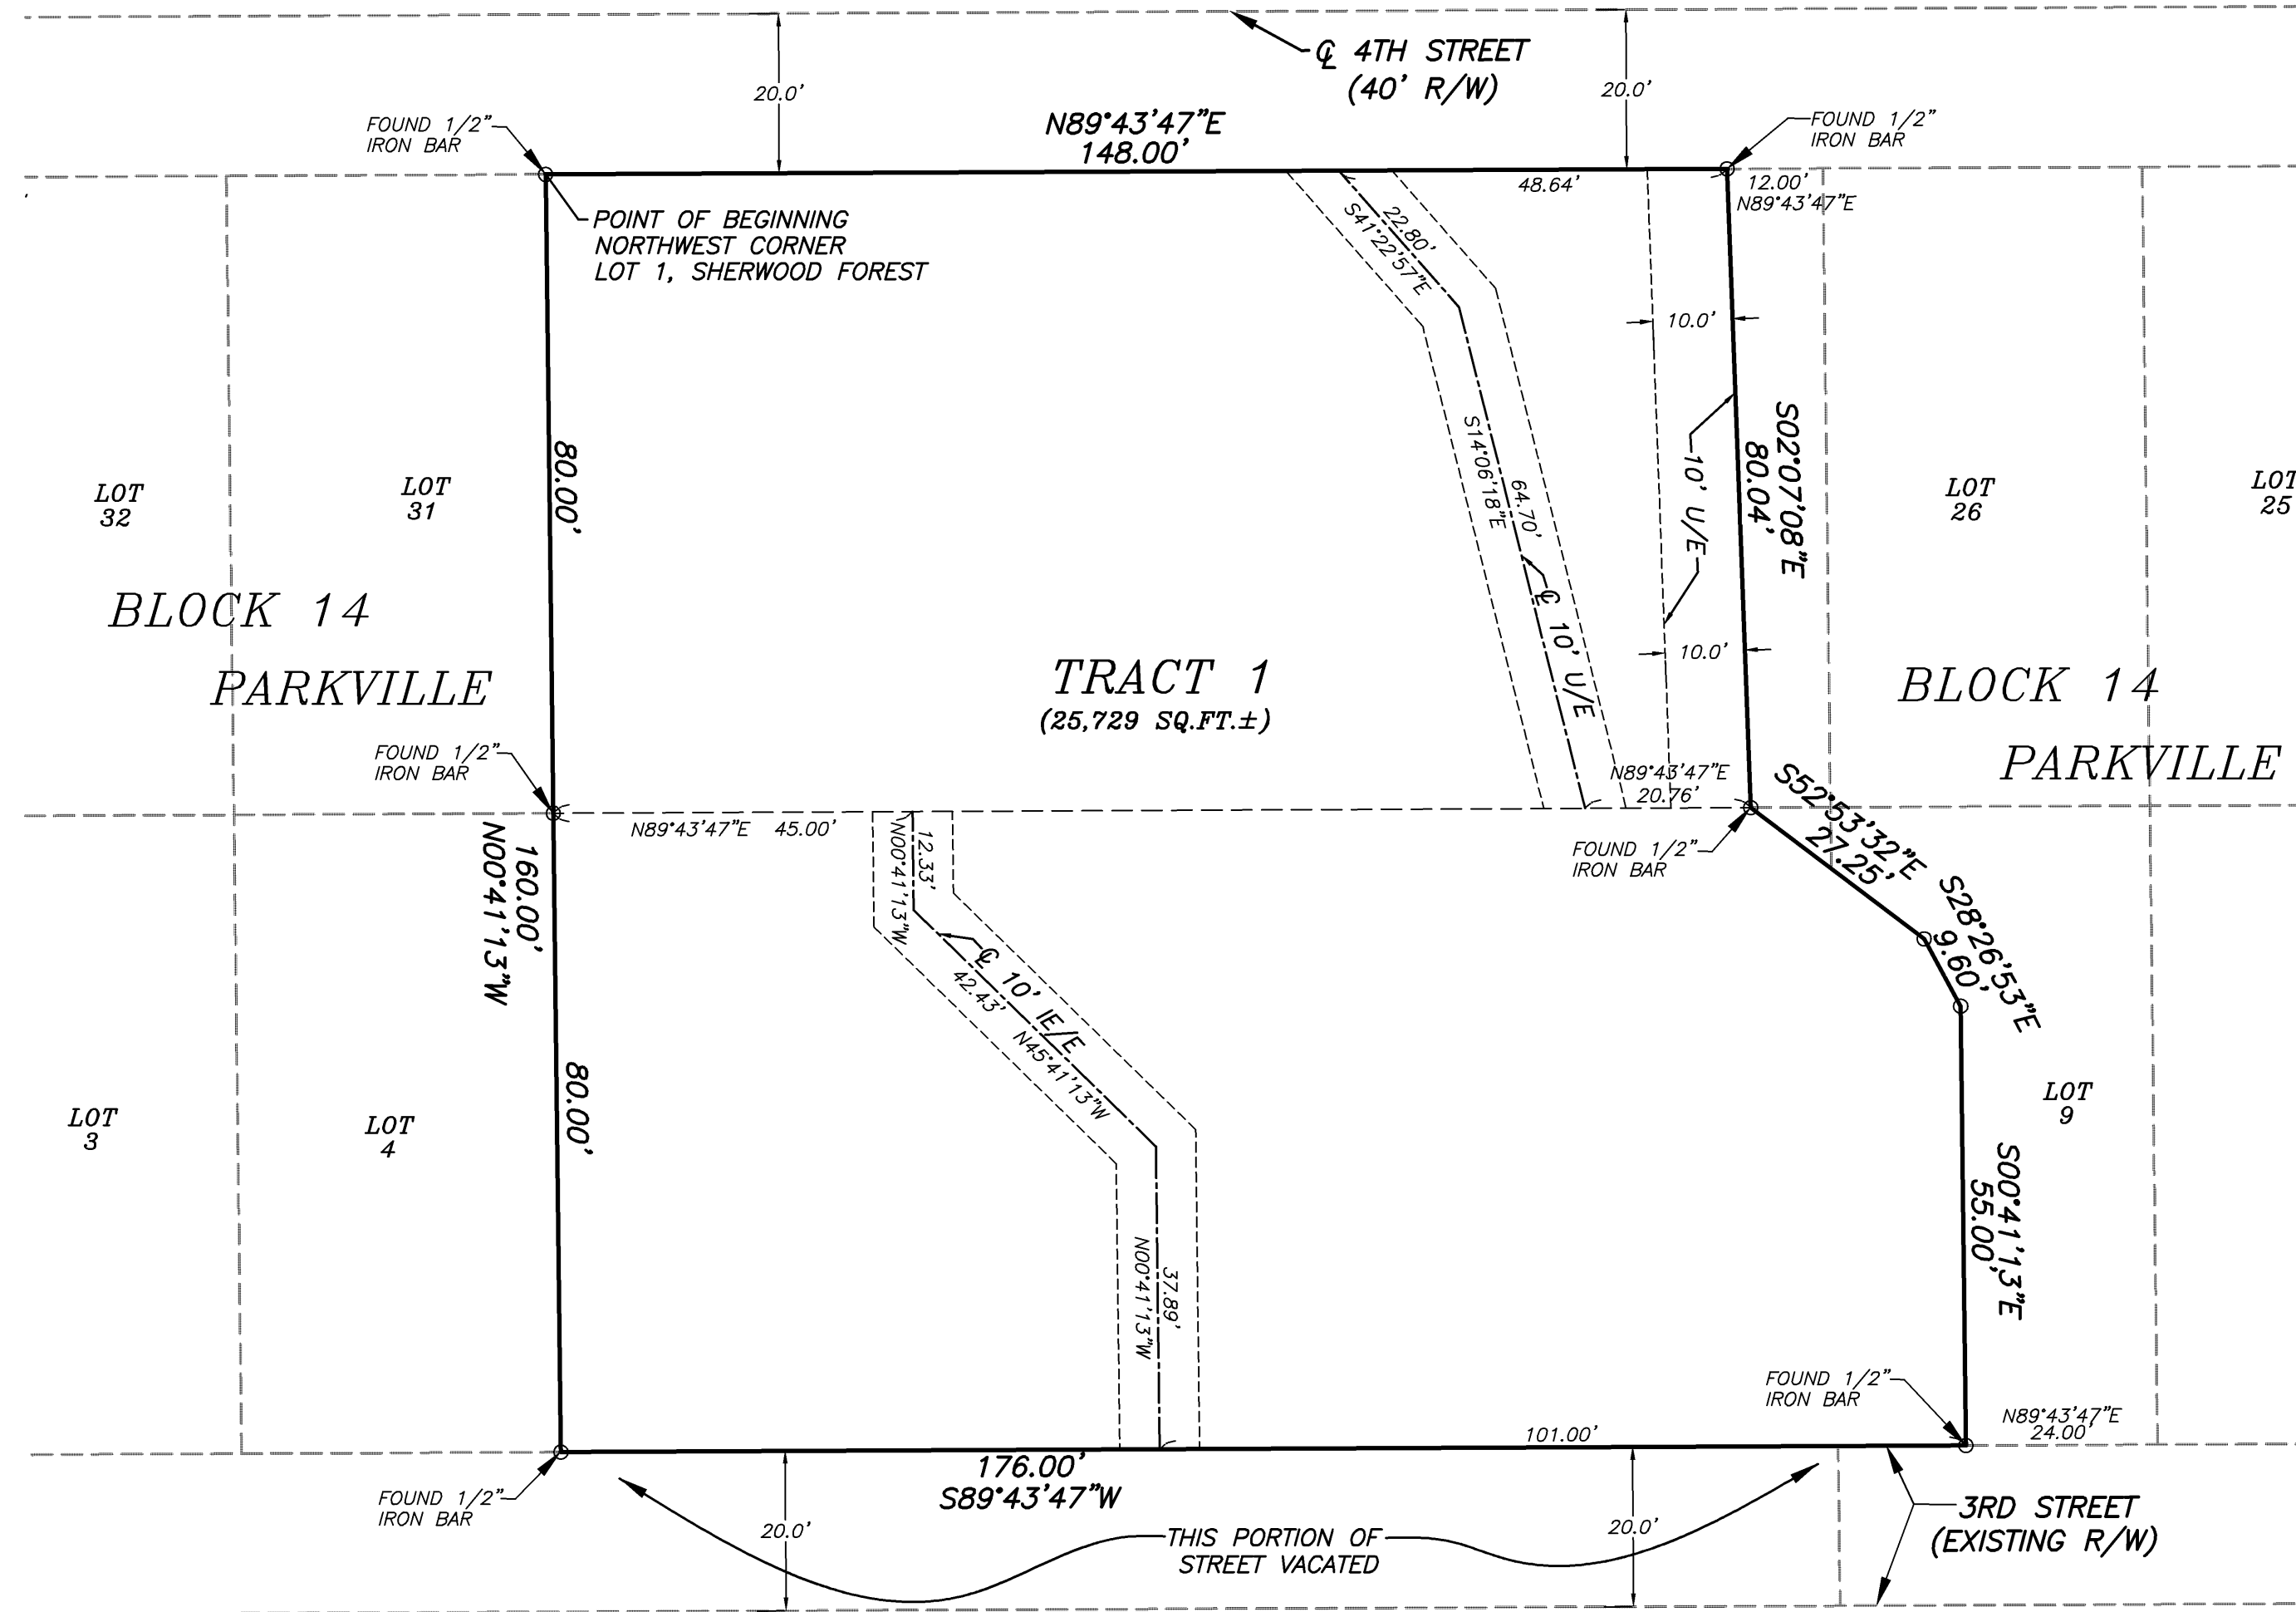 ℄ 4TH STREET
(40' R/W)
20.0'
20.0'
FOUND 1/2"
IRON BAR
N89°43'47"E
148.00'
FOUND 1/2"
IRON BAR
48.64'
12.00'
N89°43'47"E
POINT OF BEGINNING
NORTHWEST CORNER
LOT 1, SHERWOOD FOREST
22.80'
S41°22'57"E
10.0'
S02°07'08"E
80.04'
80.00'
S14°06'18"E
64.70'
10' U/E
LOT
32
LOT
31
LOT
26
LOT
25
BLOCK 14
PARKVILLE
℄ 10' U/E
10.0'
TRACT 1
(25,729 SQ.FT.±)
BLOCK 14
PARKVILLE
FOUND 1/2"
IRON BAR
N89°43'47"E
20.76'
N89°43'47"E 45.00'
S52°53'32"E
27.25'
FOUND 1/2"
IRON BAR
160.00'
N00°41'13"W
12.33'
N00°41'13"W
S28°26'53"E
9.60'
℄ 10' IE/E
42.43' N45°41'13"W
80.00'
LOT
3
LOT
4
LOT
9
S00°41'13"E
55.00'
37.89'
N00°41'13"W
FOUND 1/2"
IRON BAR
N89°43'47"E
24.00'
101.00'
176.00'
S89°43'47"W
FOUND 1/2"
IRON BAR
20.0'
20.0'
THIS PORTION OF
STREET VACATED
3RD STREET
(EXISTING R/W)